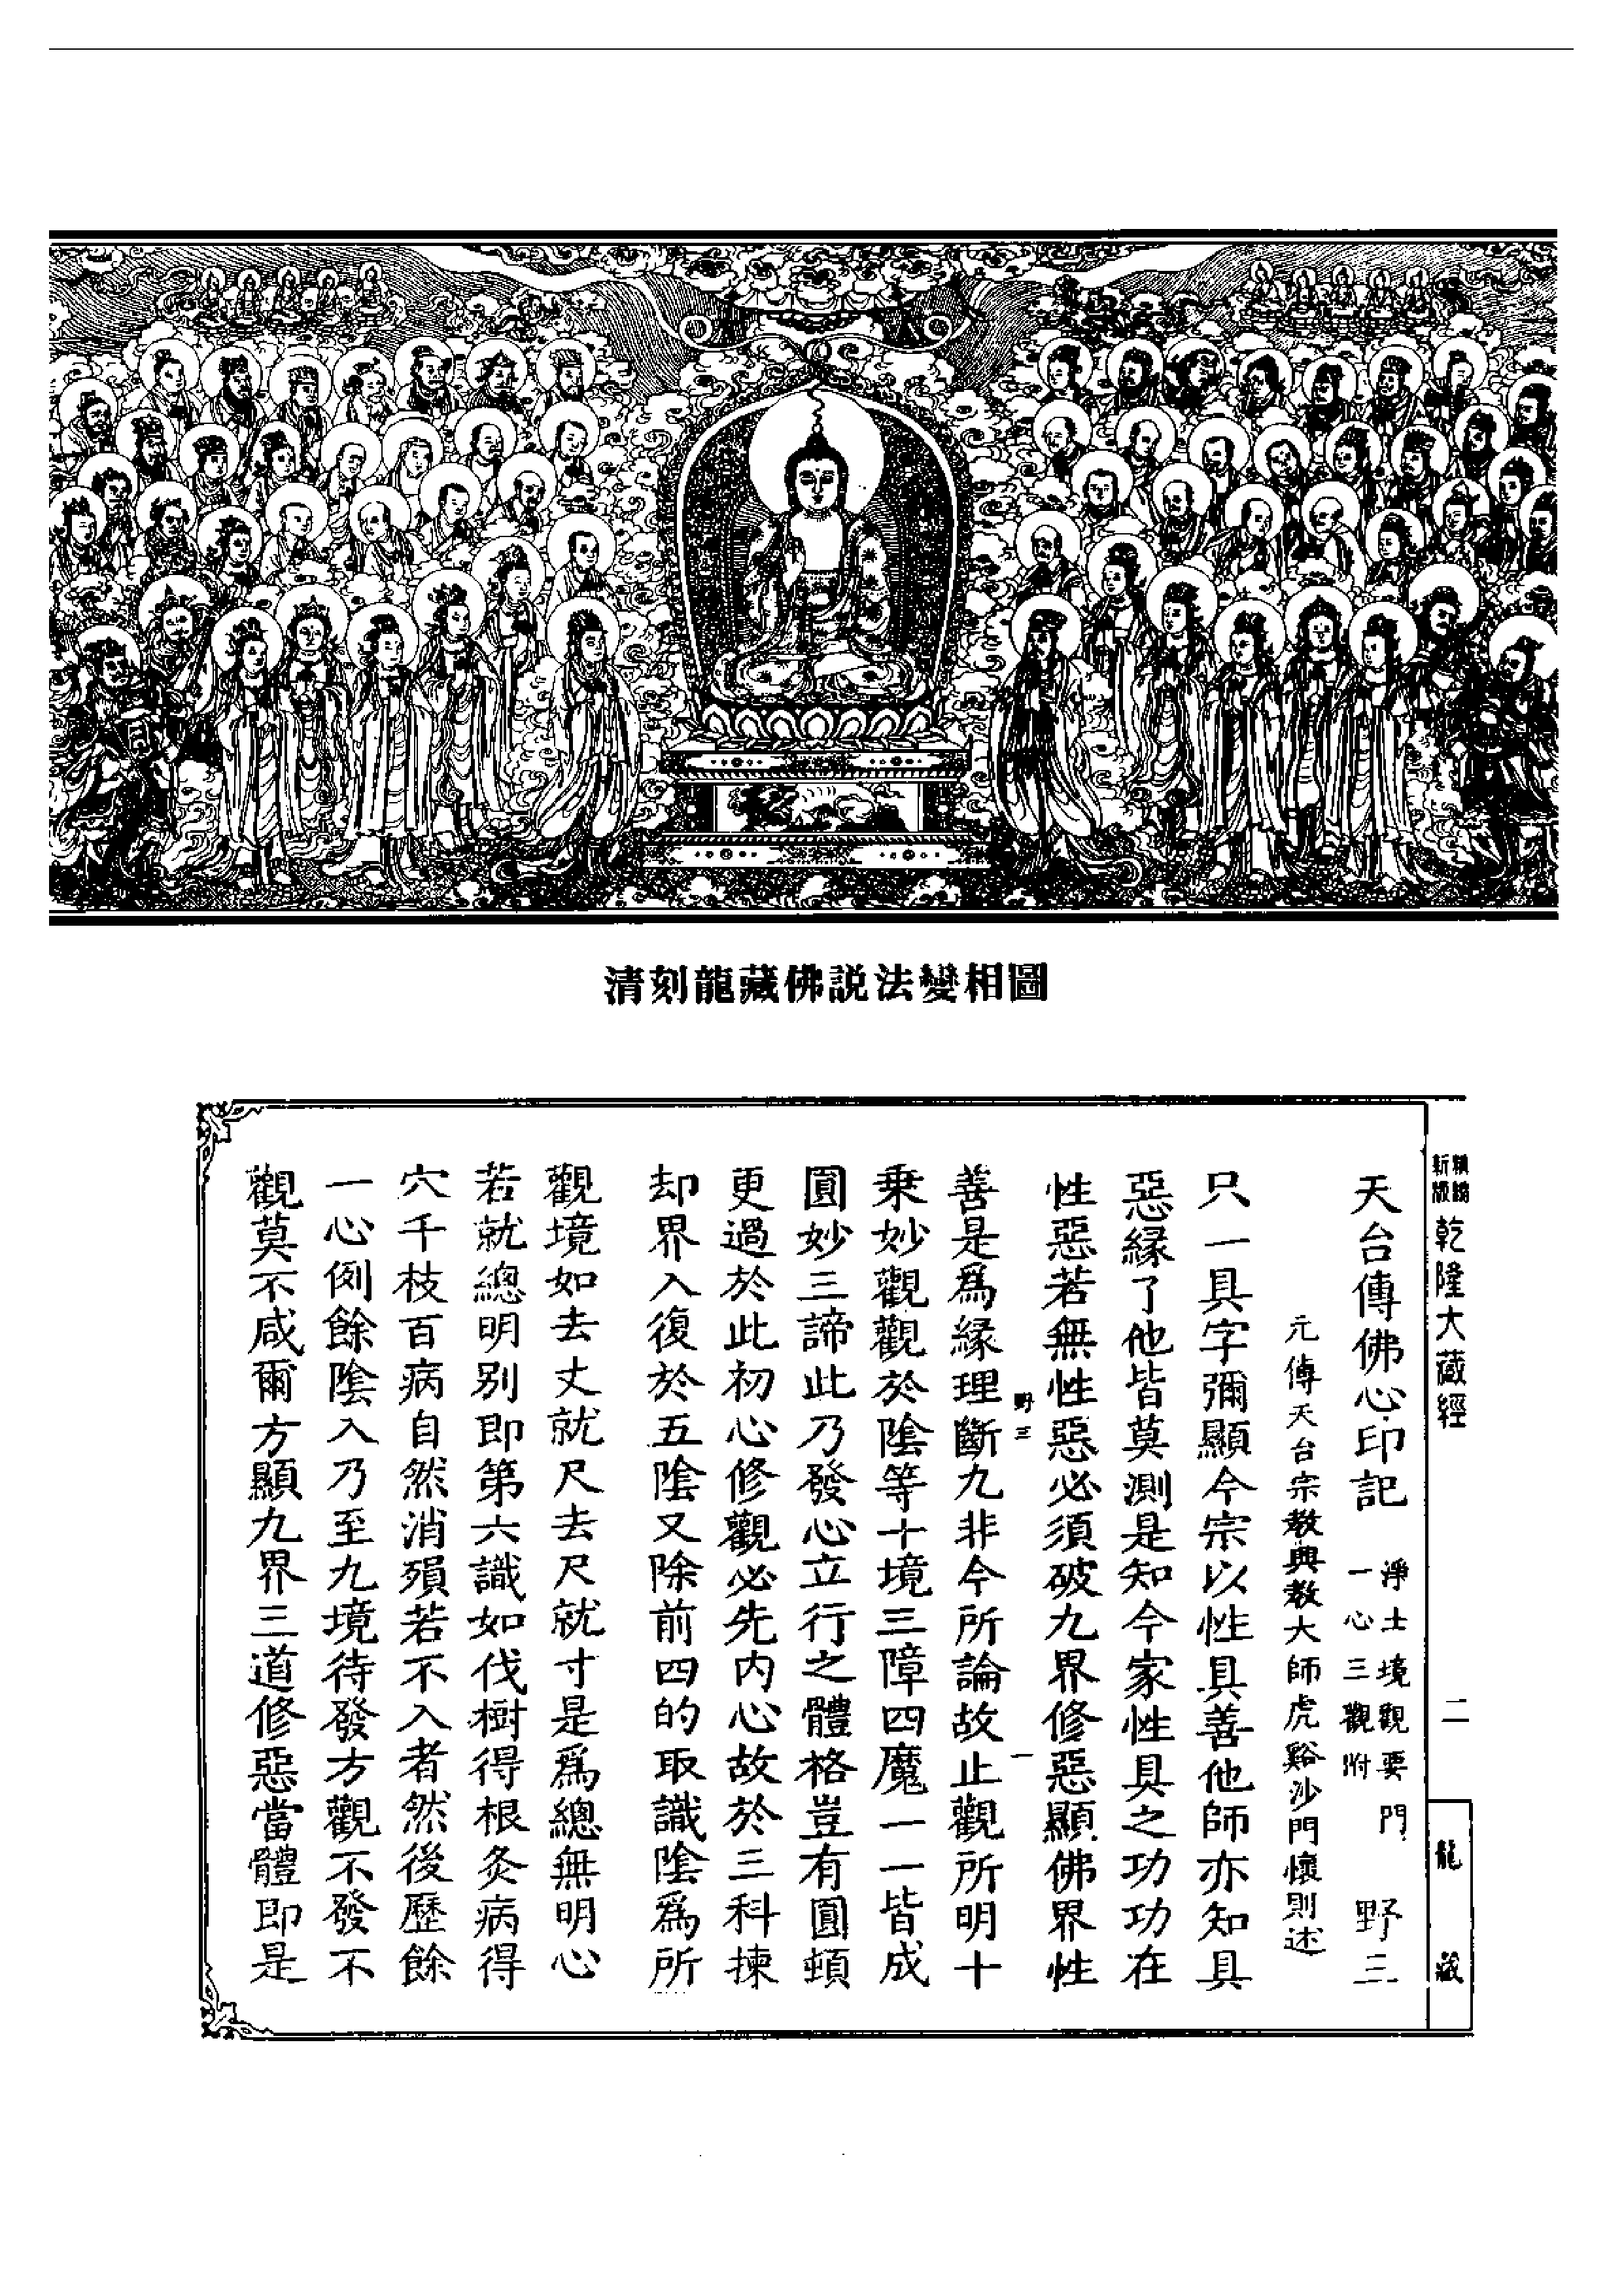 清刻龍藏佛説法變相圖
新版
精縮
乾隆大藏經
二
龍藏
天台傳佛心印記
淨土境觀要門
一心三觀附
野三
元傳天台宗教興教大師虎谿沙門懷則述
只一具字彌顯今宗以性具善他師亦知具
惡緣了他皆莫測是知今家性具之功功在
性惡若無性惡必須破九界修惡顯佛界性
野三
一
善是爲緣理斷九非今所論故止觀所明十
乗妙觀觀於陰等十境三障四魔一一皆成
圓妙三諦此乃發心立行之體格豈有圓頓
更過於此初心修觀必先内心故於三科揀
却界入復於五陰又除前四的取識陰爲所
觀境如去丈就尺去尺就寸是爲總無明心
若就總明别即第六識如伐樹得根灸病得
穴千枝百病自然消殞若不入者然後歷餘
一心例餘陰入乃至九境待發方觀不發不
觀莫不咸爾方顯九界三道修惡當體即是